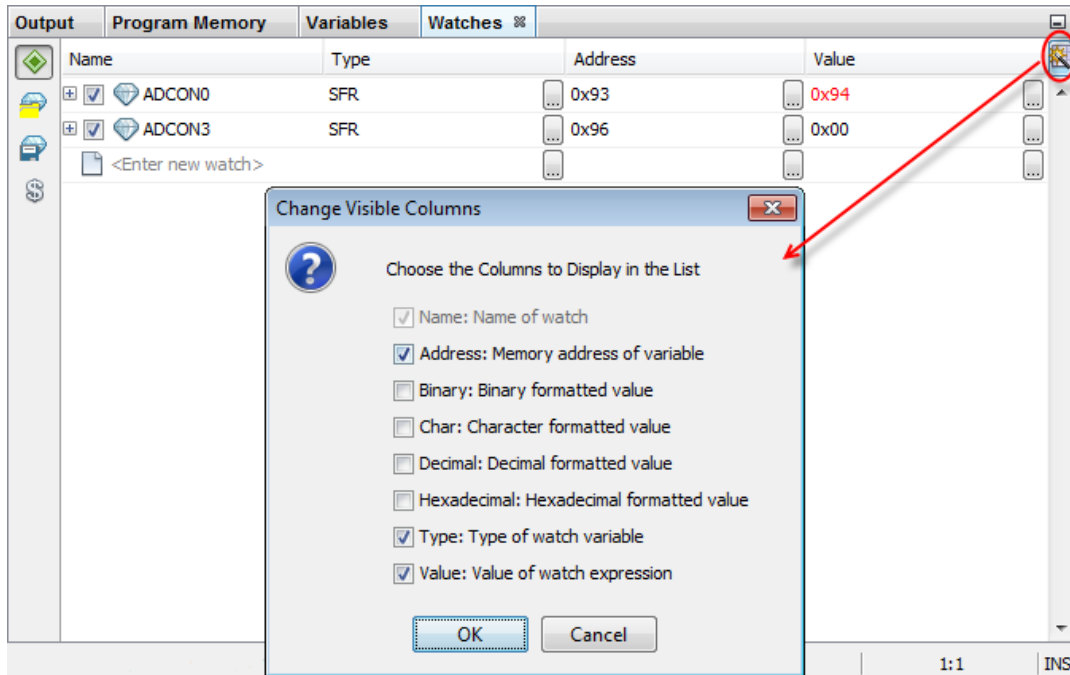 Output Program Memory Variables Watches
Name Type Address Value
ADCON0 SFR ... 0x93 ... 0x94 ...
ADCON3 SFR ... 0x96 ... 0x00 ...
<Enter new watch> ... ... ...
Change Visible Columns
Choose the Columns to Display in the List
Name: Name of watch
Address: Memory address of variable
Binary: Binary formatted value
Char: Character formatted value
Decimal: Decimal formatted value
Hexadecimal: Hexadecimal formatted value
Type: Type of watch variable
Value: Value of watch expression
OK Cancel
1:1 INS